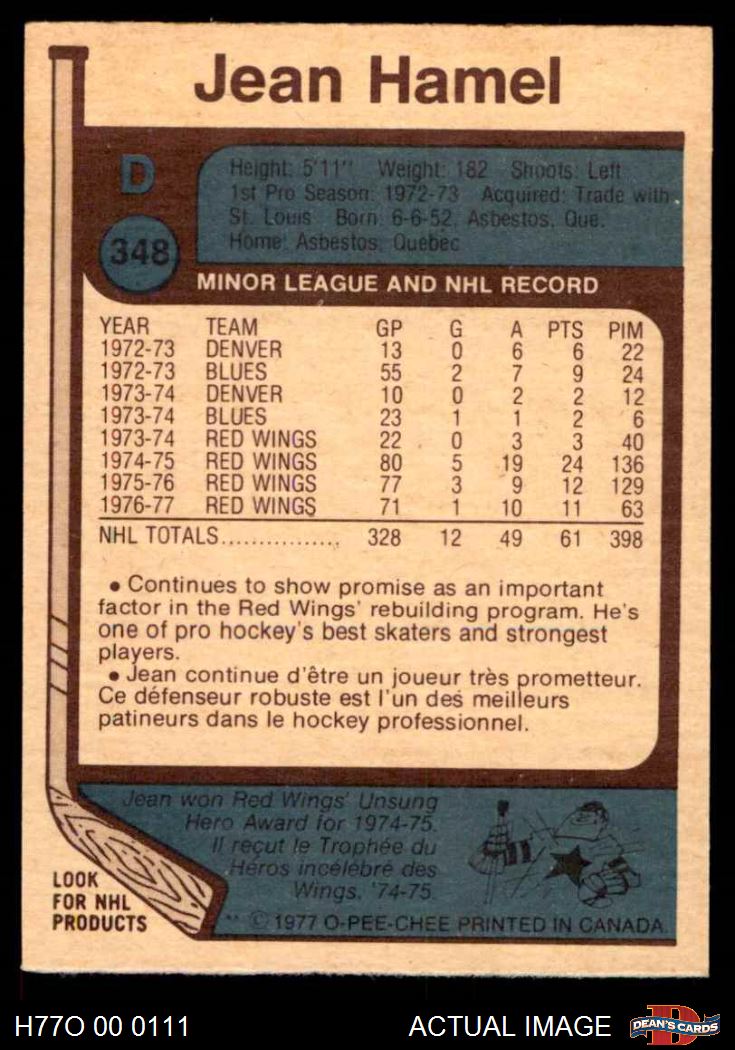 Jean Hamel
D
348
Height: 5'11" Weight: 182 Shoots: Left
1st Pro Season: 1972-73 Acquired: Trade with
St. Louis Born: 6-6-52, Asbestos, Que.
Home: Asbestos, Quebec
MINOR LEAGUE AND NHL RECORD
YEAR TEAM GP G A PTS PIM
1972-73 DENVER 13 0 6 6 22
1972-73 BLUES 55 2 7 9 24
1973-74 DENVER 10 0 2 2 12
1973-74 BLUES 23 1 1 2 6
1973-74 RED WINGS 22 0 3 3 40
1974-75 RED WINGS 80 5 19 24 136
1975-76 RED WINGS 77 3 9 12 129
1976-77 RED WINGS 71 1 10 11 63
NHL TOTALS................ 328 12 49 61 398
• Continues to show promise as an important
factor in the Red Wings' rebuilding program. He's
one of pro hockey's best skaters and strongest
players.
• Jean continue d'être un joueur très prometteur.
Ce défenseur robuste est l'un des meilleurs
patineurs dans le hockey professionnel.
Jean won Red Wings' Unsung
Hero Award for 1974-75.
Il reçut le Trophée du
Héros incélébré des
Wings, '74-75.
LOOK
FOR NHL
PRODUCTS
** © 1977 O-PEE-CHEE PRINTED IN CANADA.
H77O 00 0111
ACTUAL IMAGE
D
DEAN'S CARDS